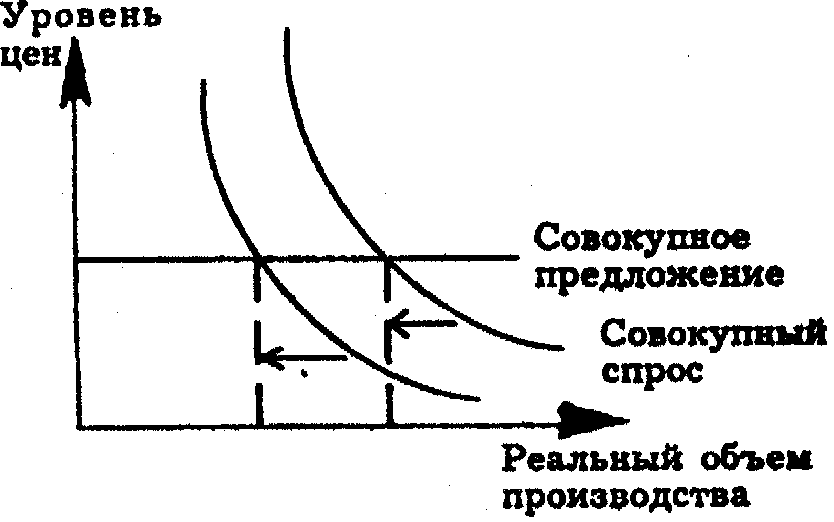 Уровень
цен
Совокупное
предложение
Совокупный
спрос
Реальный объем
производства